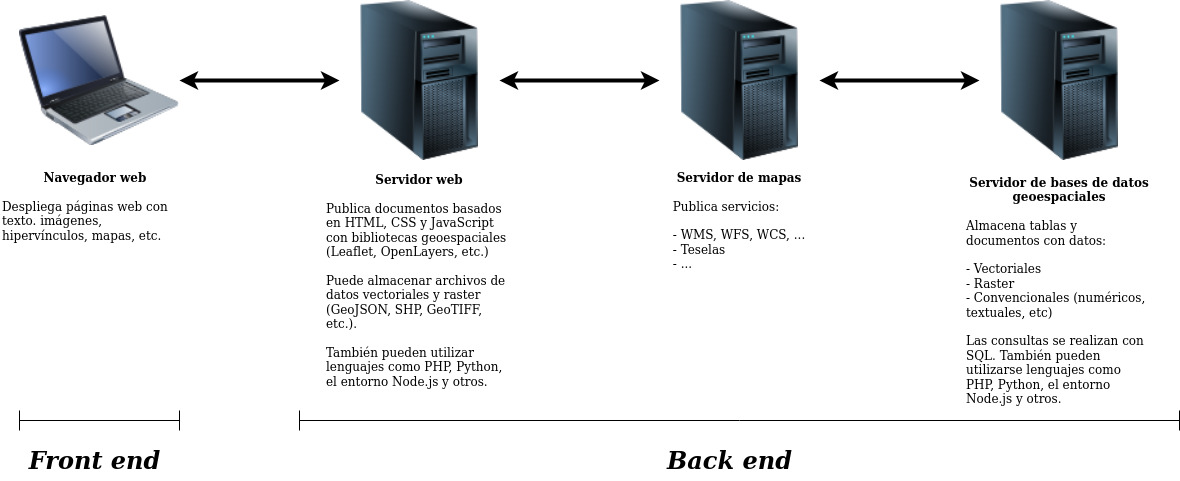 Navegador web
Despliega páginas web con
texto. imágenes,
hipervínculos, mapas, etc.
Servidor web
Publica documentos basados
en HTML, CSS y JavaScript
con bibliotecas geoespaciales
(Leaflet, OpenLayers, etc.)
Puede almacenar archivos de
datos vectoriales y raster
(GeoJSON, SHP, GeoTIFF,
etc.).
También pueden utilizar
lenguajes como PHP, Python,
el entorno Node.js y otros.
Servidor de mapas
Publica servicios:
- WMS, WFS, WCS, ...
- Teselas
- ...
Servidor de bases de datos
geoespaciales
Almacena tablas y
documentos con datos:
- Vectoriales
- Raster
- Convencionales (numéricos,
textuales, etc)
Las consultas se realizan con
SQL. También pueden
utilizarse lenguajes como
PHP, Python, el entorno
Node.js y otros.
Front end
Back end